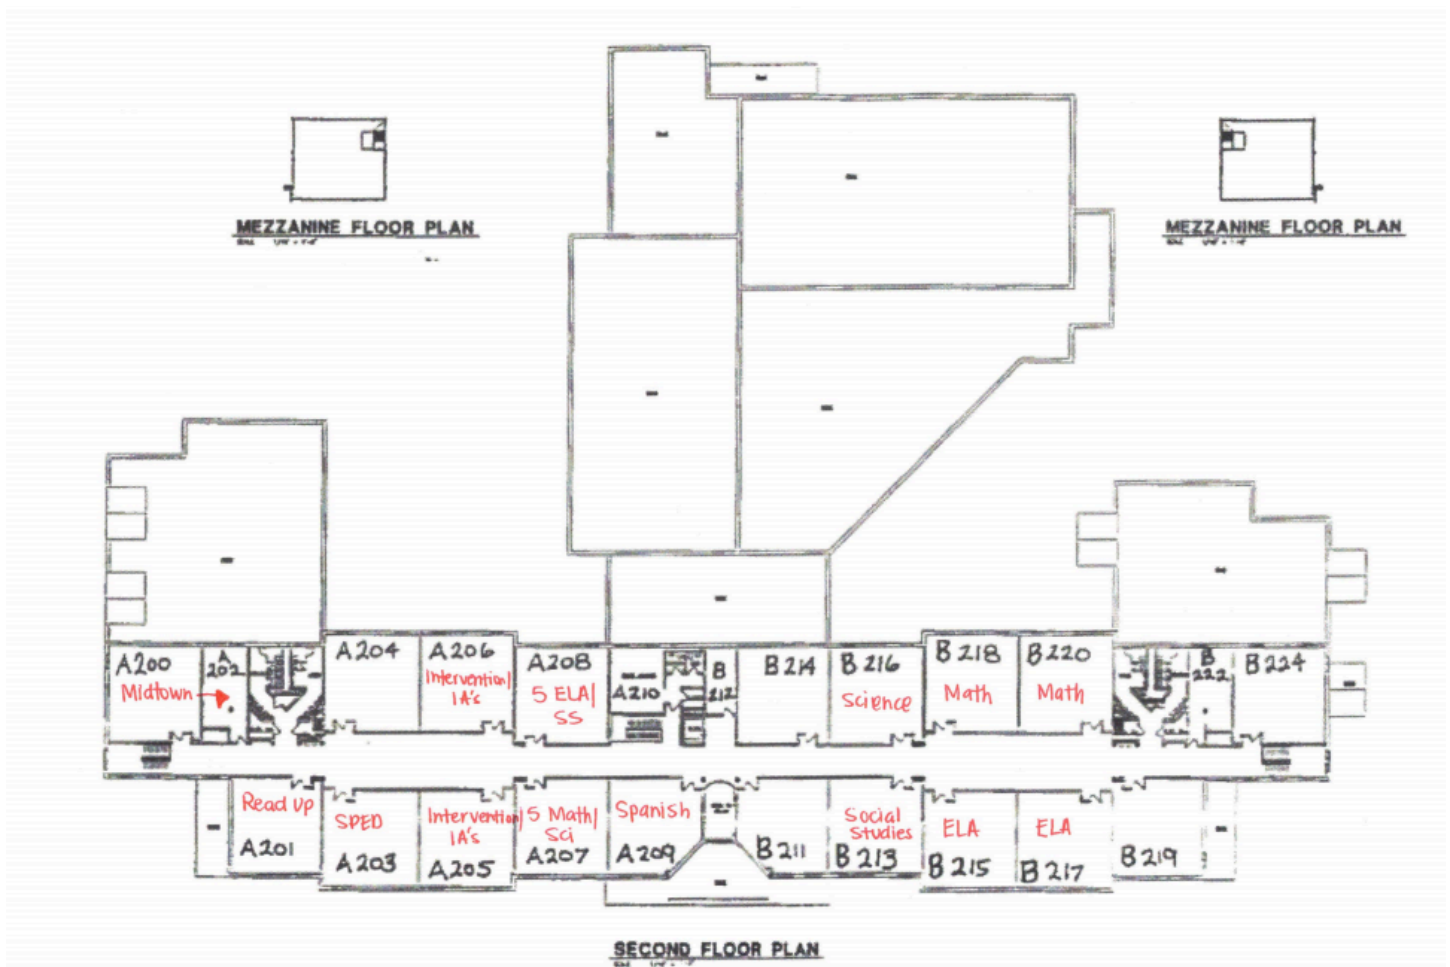 MEZZANINE FLOOR PLAN
MEZZANINE FLOOR PLAN
A200
Midtown
A
202
A204
A206
Intervention/
IA's
A208
5 ELA/
SS
A210
B
212
B214
B216
Science
B218
Math
B220
Math
B
222
B224
Read Up
A201
SPED
A203
Intervention/
IA's
A205
5 Math/
Sci
A207
Spanish
A209
B211
Social
Studies
B213
ELA
B215
ELA
B217
B219
SECOND FLOOR PLAN